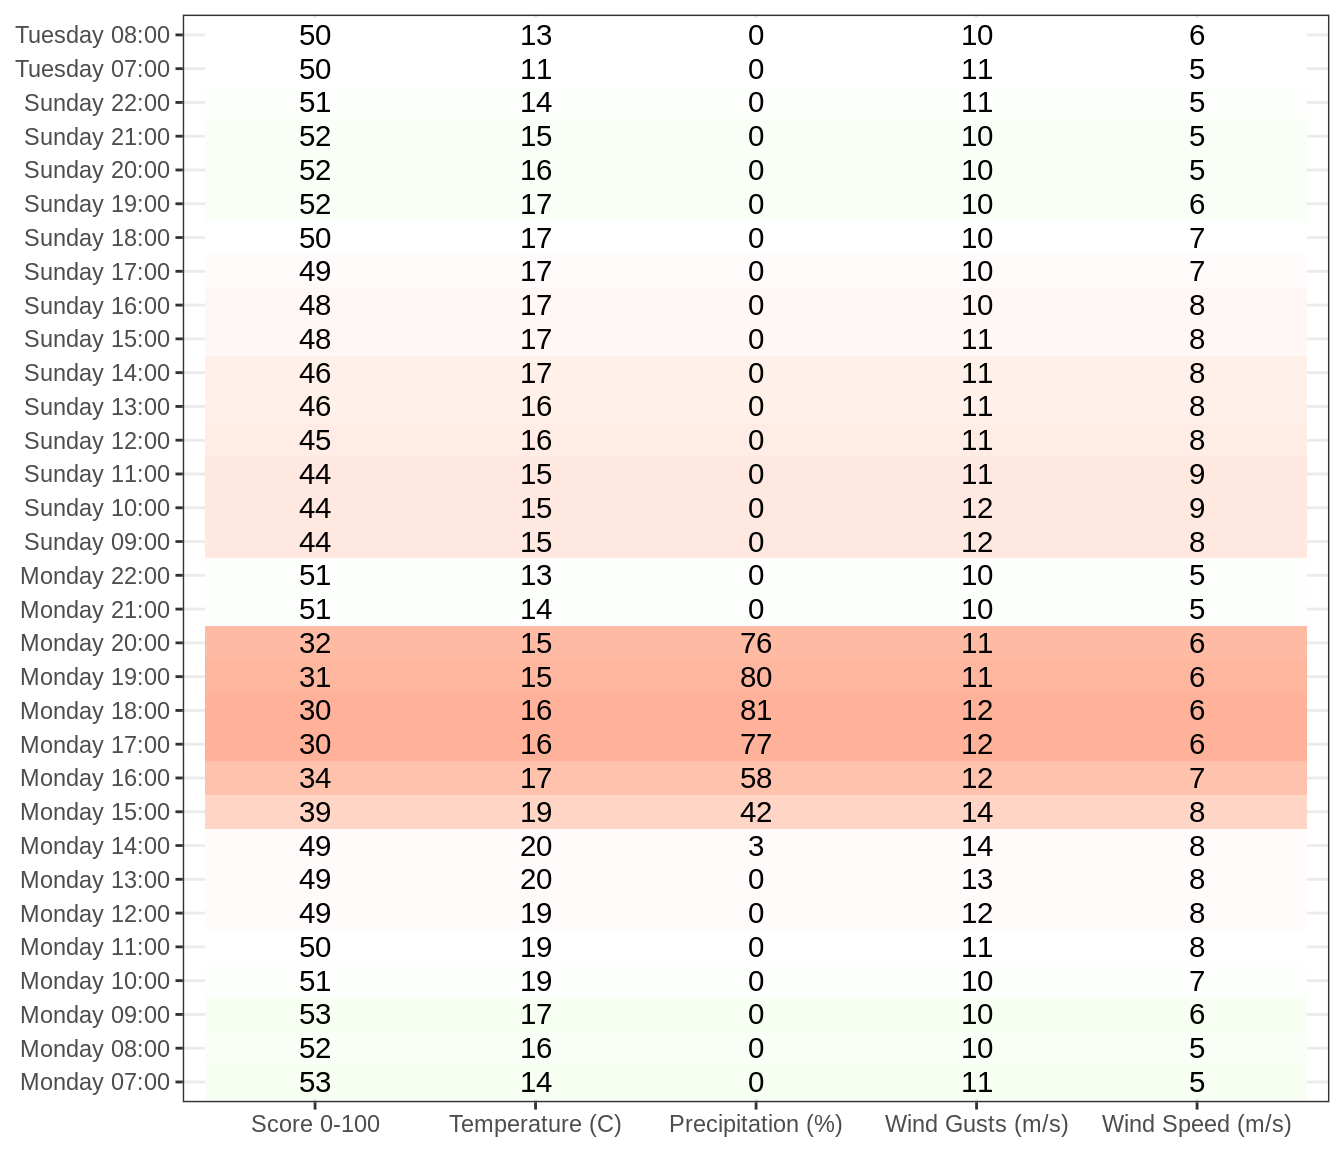 Tuesday 08:00 50 13 0 10 6
Tuesday 07:00 50 11 0 11 5
Sunday 22:00 51 14 0 11 5
Sunday 21:00 52 15 0 10 5
Sunday 20:00 52 16 0 10 5
Sunday 19:00 52 17 0 10 6
Sunday 18:00 50 17 0 10 7
Sunday 17:00 49 17 0 10 7
Sunday 16:00 48 17 0 10 8
Sunday 15:00 48 17 0 11 8
Sunday 14:00 46 17 0 11 8
Sunday 13:00 46 16 0 11 8
Sunday 12:00 45 16 0 11 8
Sunday 11:00 44 15 0 11 9
Sunday 10:00 44 15 0 12 9
Sunday 09:00 44 15 0 12 8
Monday 22:00 51 13 0 10 5
Monday 21:00 51 14 0 10 5
Monday 20:00 32 15 76 11 6
Monday 19:00 31 15 80 11 6
Monday 18:00 30 16 81 12 6
Monday 17:00 30 16 77 12 6
Monday 16:00 34 17 58 12 7
Monday 15:00 39 19 42 14 8
Monday 14:00 49 20 3 14 8
Monday 13:00 49 20 0 13 8
Monday 12:00 49 19 0 12 8
Monday 11:00 50 19 0 11 8
Monday 10:00 51 19 0 10 7
Monday 09:00 53 17 0 10 6
Monday 08:00 52 16 0 10 5
Monday 07:00 53 14 0 11 5
Score 0-100 Temperature (C) Precipitation (%) Wind Gusts (m/s) Wind Speed (m/s)